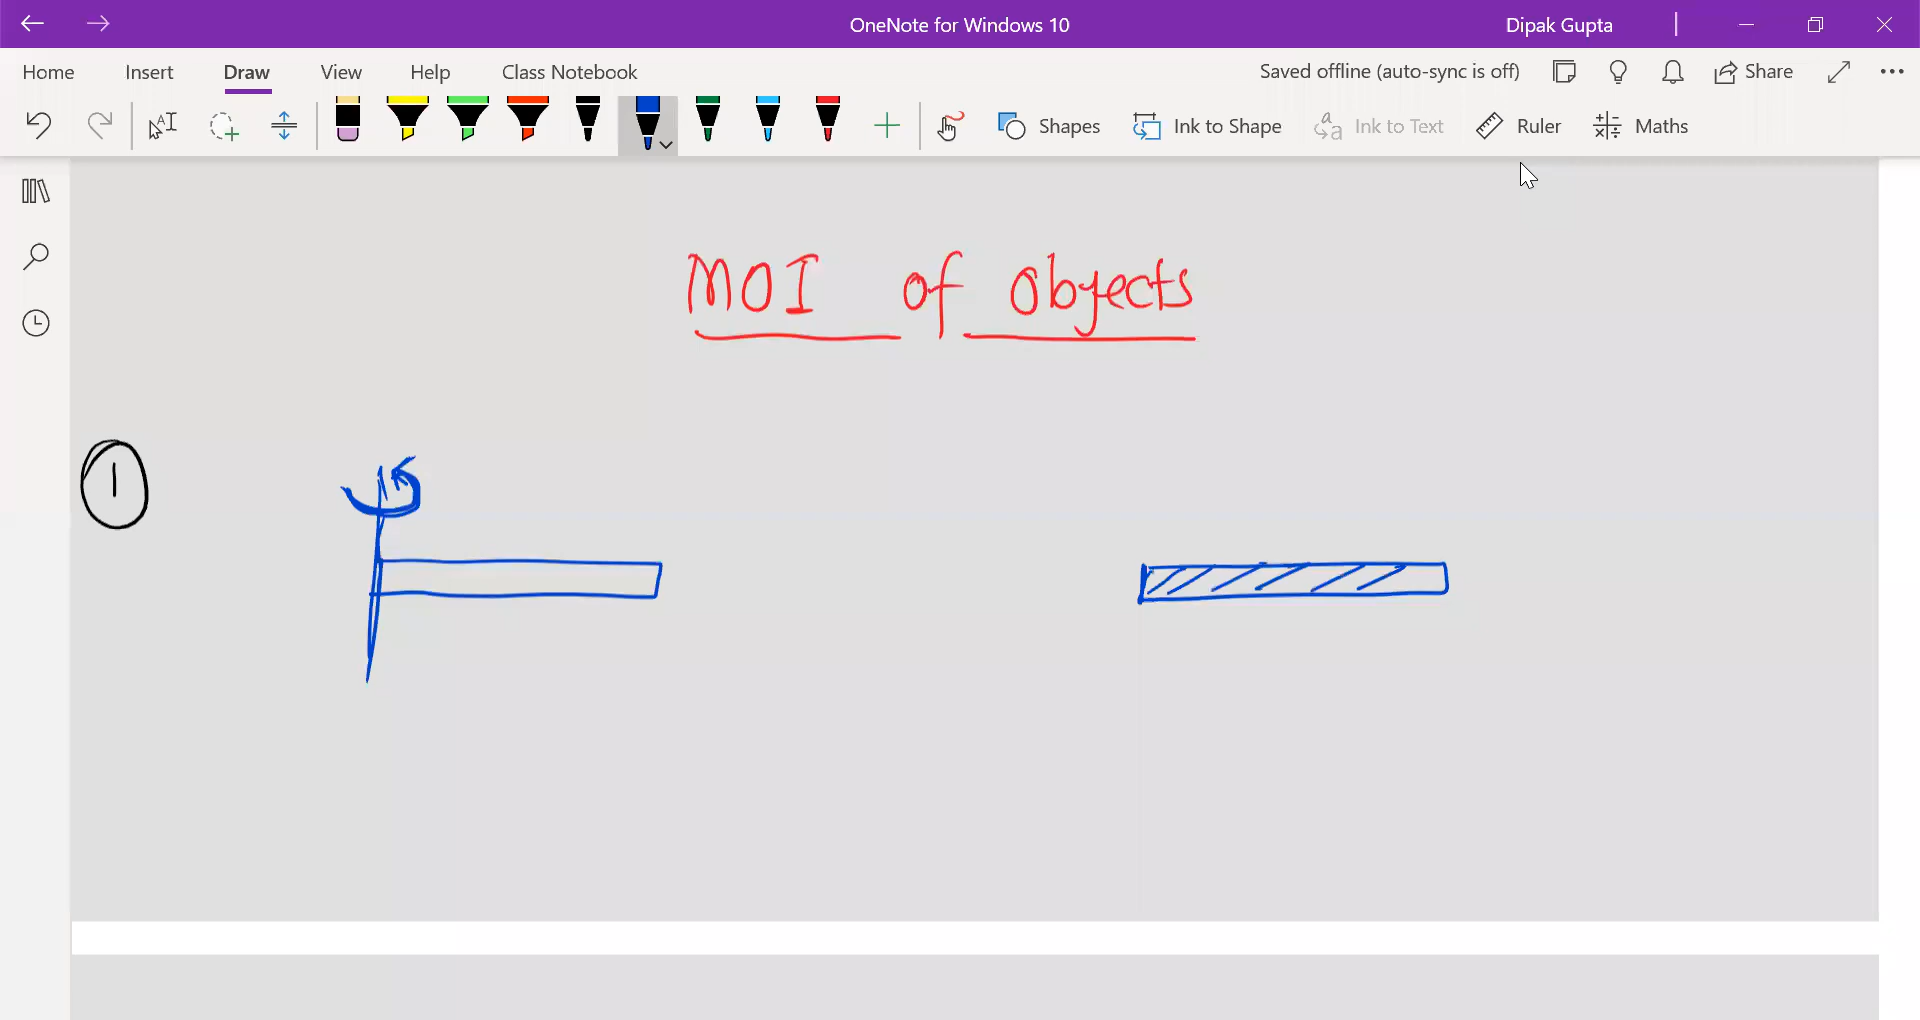 OneNote for Windows 10
Dipak Gupta
Home Insert Draw View Help Class Notebook
Saved offline (auto-sync is off)
Share
Shapes
Ink to Shape
Ink to Text
Ruler
Maths
MOI of objects
1